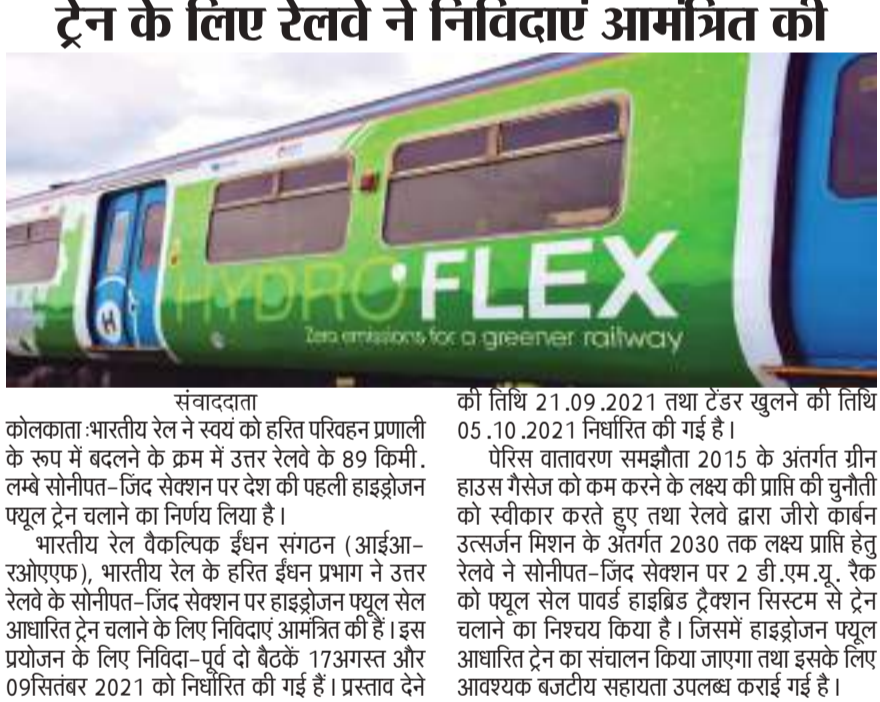 ट्रेन के लिए रेलवे ने निविदाएं आमंत्रित की
HYDRO'FLEX
Zero emissions for a greener railway
H
संवाददाता
कोलकाता :भारतीय रेल ने स्वयं को हरित परिवहन प्रणाली
के रूप में बदलने के क्रम में उत्तर रेलवे के 89 किमी.
लम्बे सोनीपत-जिंद सेक्शन पर देश की पहली हाइड्रोजन
फ्यूल ट्रेन चलाने का निर्णय लिया है।
भारतीय रेल वैकल्पिक ईंधन संगठन (आईआ-
रओएएफ), भारतीय रेल के हरित ईंधन प्रभाग ने उत्तर
रेलवे के सोनीपत-जिंद सेक्शन पर हाइड्रोजन फ्यूल सेल
आधारित ट्रेन चलाने के लिए निविदाएं आमंत्रित की हैं। इस
प्रयोजन के लिए निविदा-पूर्व दो बैठकें 17अगस्त और
09सितंबर 2021 को निर्धारित की गई हैं। प्रस्ताव देने
की तिथि 21.09.2021 तथा टेंडर खुलने की तिथि
05.10.2021 निर्धारित की गई है।
पेरिस वातावरण समझौता 2015 के अंतर्गत ग्रीन
हाउस गैसेज को कम करने के लक्ष्य की प्राप्ति की चुनौती
को स्वीकार करते हुए तथा रेलवे द्वारा जीरो कार्बन
उत्सर्जन मिशन के अंतर्गत 2030 तक लक्ष्य प्राप्ति हेतु
रेलवे ने सोनीपत-जिंद सेक्शन पर 2 डी.एम.यू. रैक
को फ्यूल सेल पावर्ड हाइब्रिड ट्रैक्शन सिस्टम से ट्रेन
चलाने का निश्चय किया है। जिसमें हाइड्रोजन फ्यूल
आधारित ट्रेन का संचालन किया जाएगा तथा इसके लिए
आवश्यक बजटीय सहायता उपलब्ध कराई गई है।